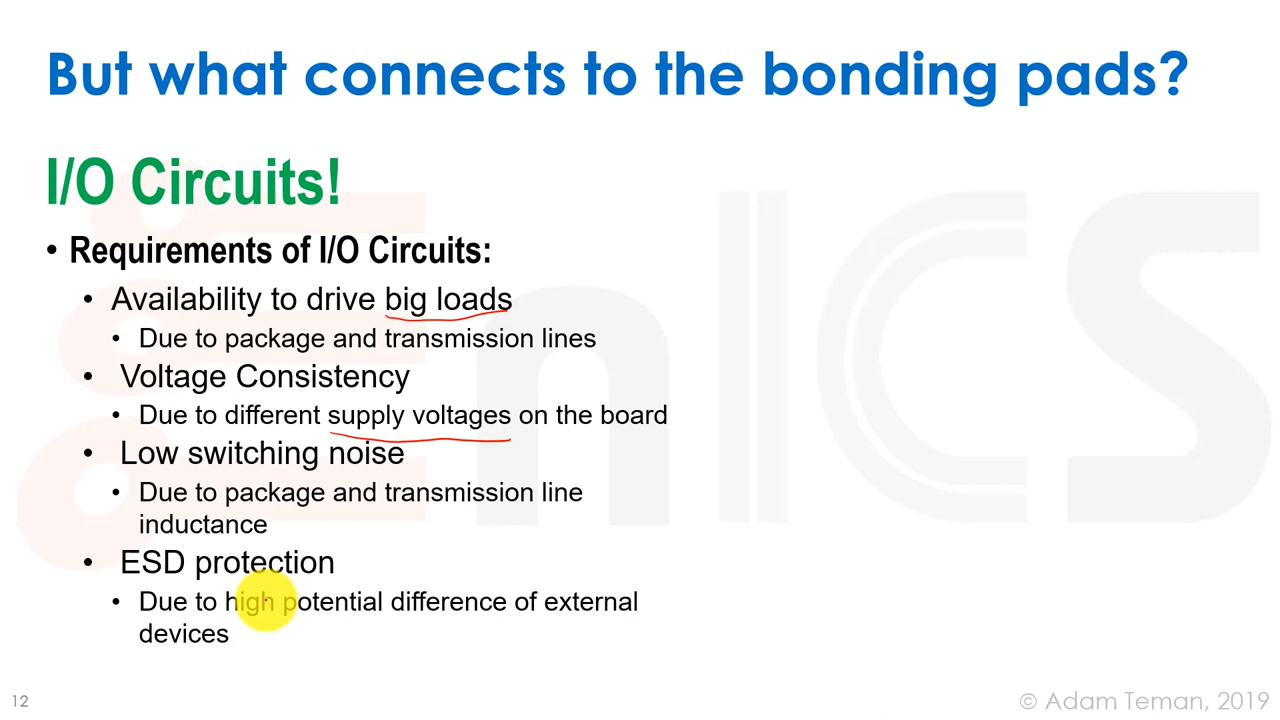 But what connects to the bonding pads?
I/O Circuits!
• Requirements of I/O Circuits:
• Availability to drive big loads
• Due to package and transmission lines
• Voltage Consistency
• Due to different supply voltages on the board
• Low switching noise
• Due to package and transmission line
inductance
• ESD protection
• Due to high potential difference of external
devices
EnICS
12
© Adam Teman, 2019